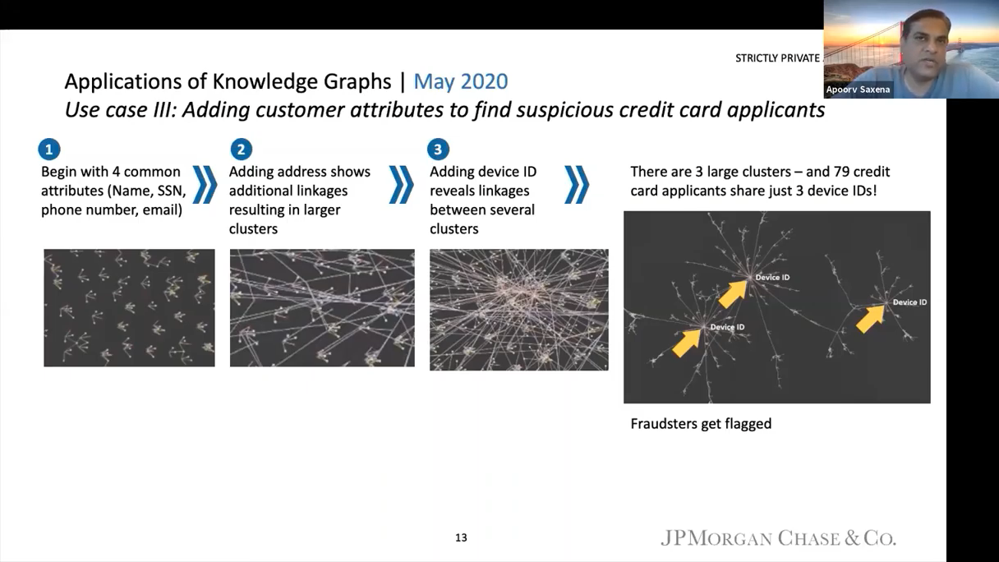 STRICTLY PRIVATE
Apoorv Saxena
Applications of Knowledge Graphs | May 2020
Use case III: Adding customer attributes to find suspicious credit card applicants
1
Begin with 4 common
attributes (Name, SSN,
phone number, email)
2
Adding address shows
additional linkages
resulting in larger
clusters
3
Adding device ID
reveals linkages
between several
clusters
There are 3 large clusters – and 79 credit
card applicants share just 3 device IDs!
Device ID
Device ID
Device ID
Fraudsters get flagged
13
JPMORGAN CHASE & CO.